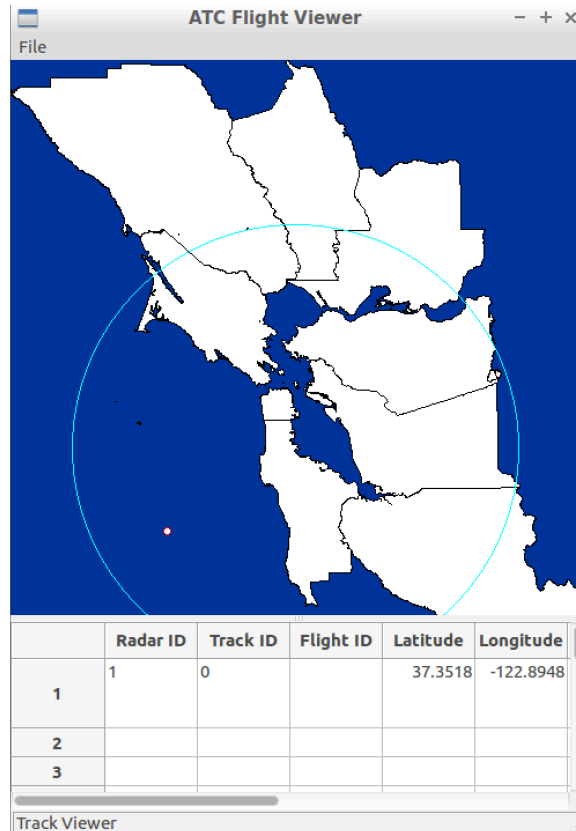 ATC Flight Viewer
File
Radar ID Track ID Flight ID Latitude Longitude
1 1 0 37.3518 -122.8948
2
3
Track Viewer